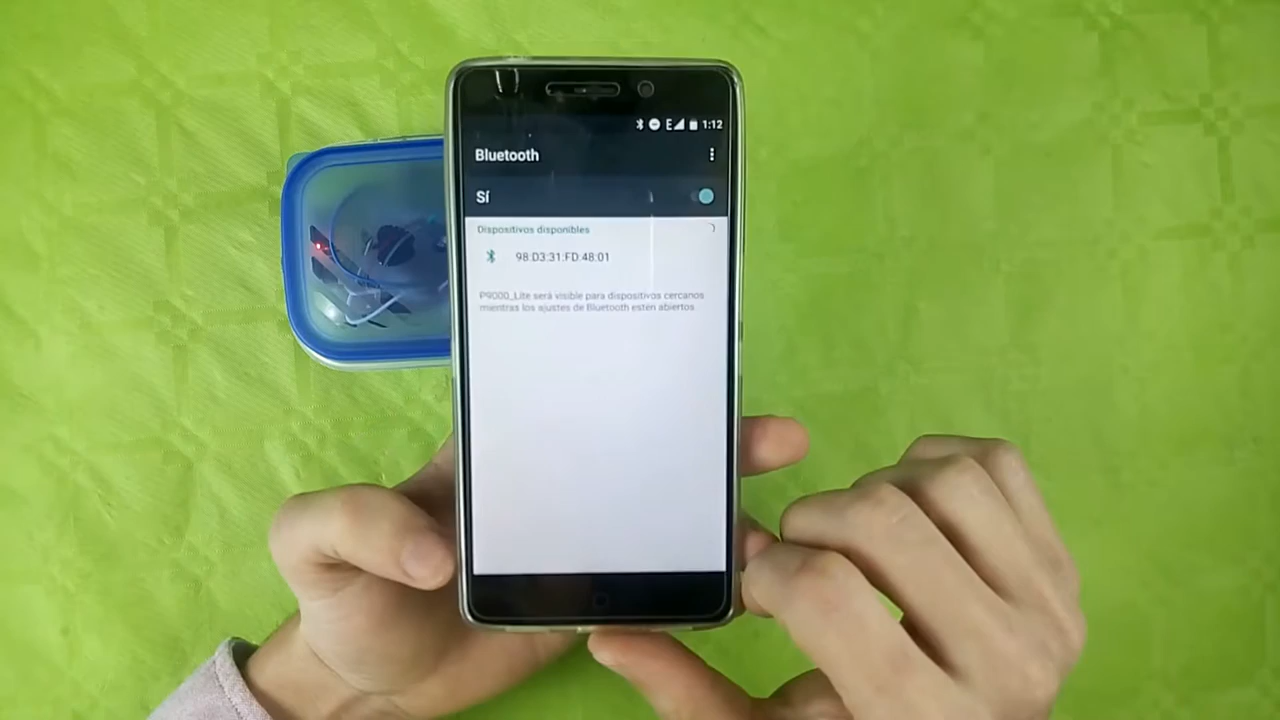 E 1:12
Bluetooth
Sí
Dispositivos disponibles
98:D3:31:FD:48:01
P9000_Lite será visible para dispositivos cercanos
mientras los ajustes de Bluetooth estén abiertos.